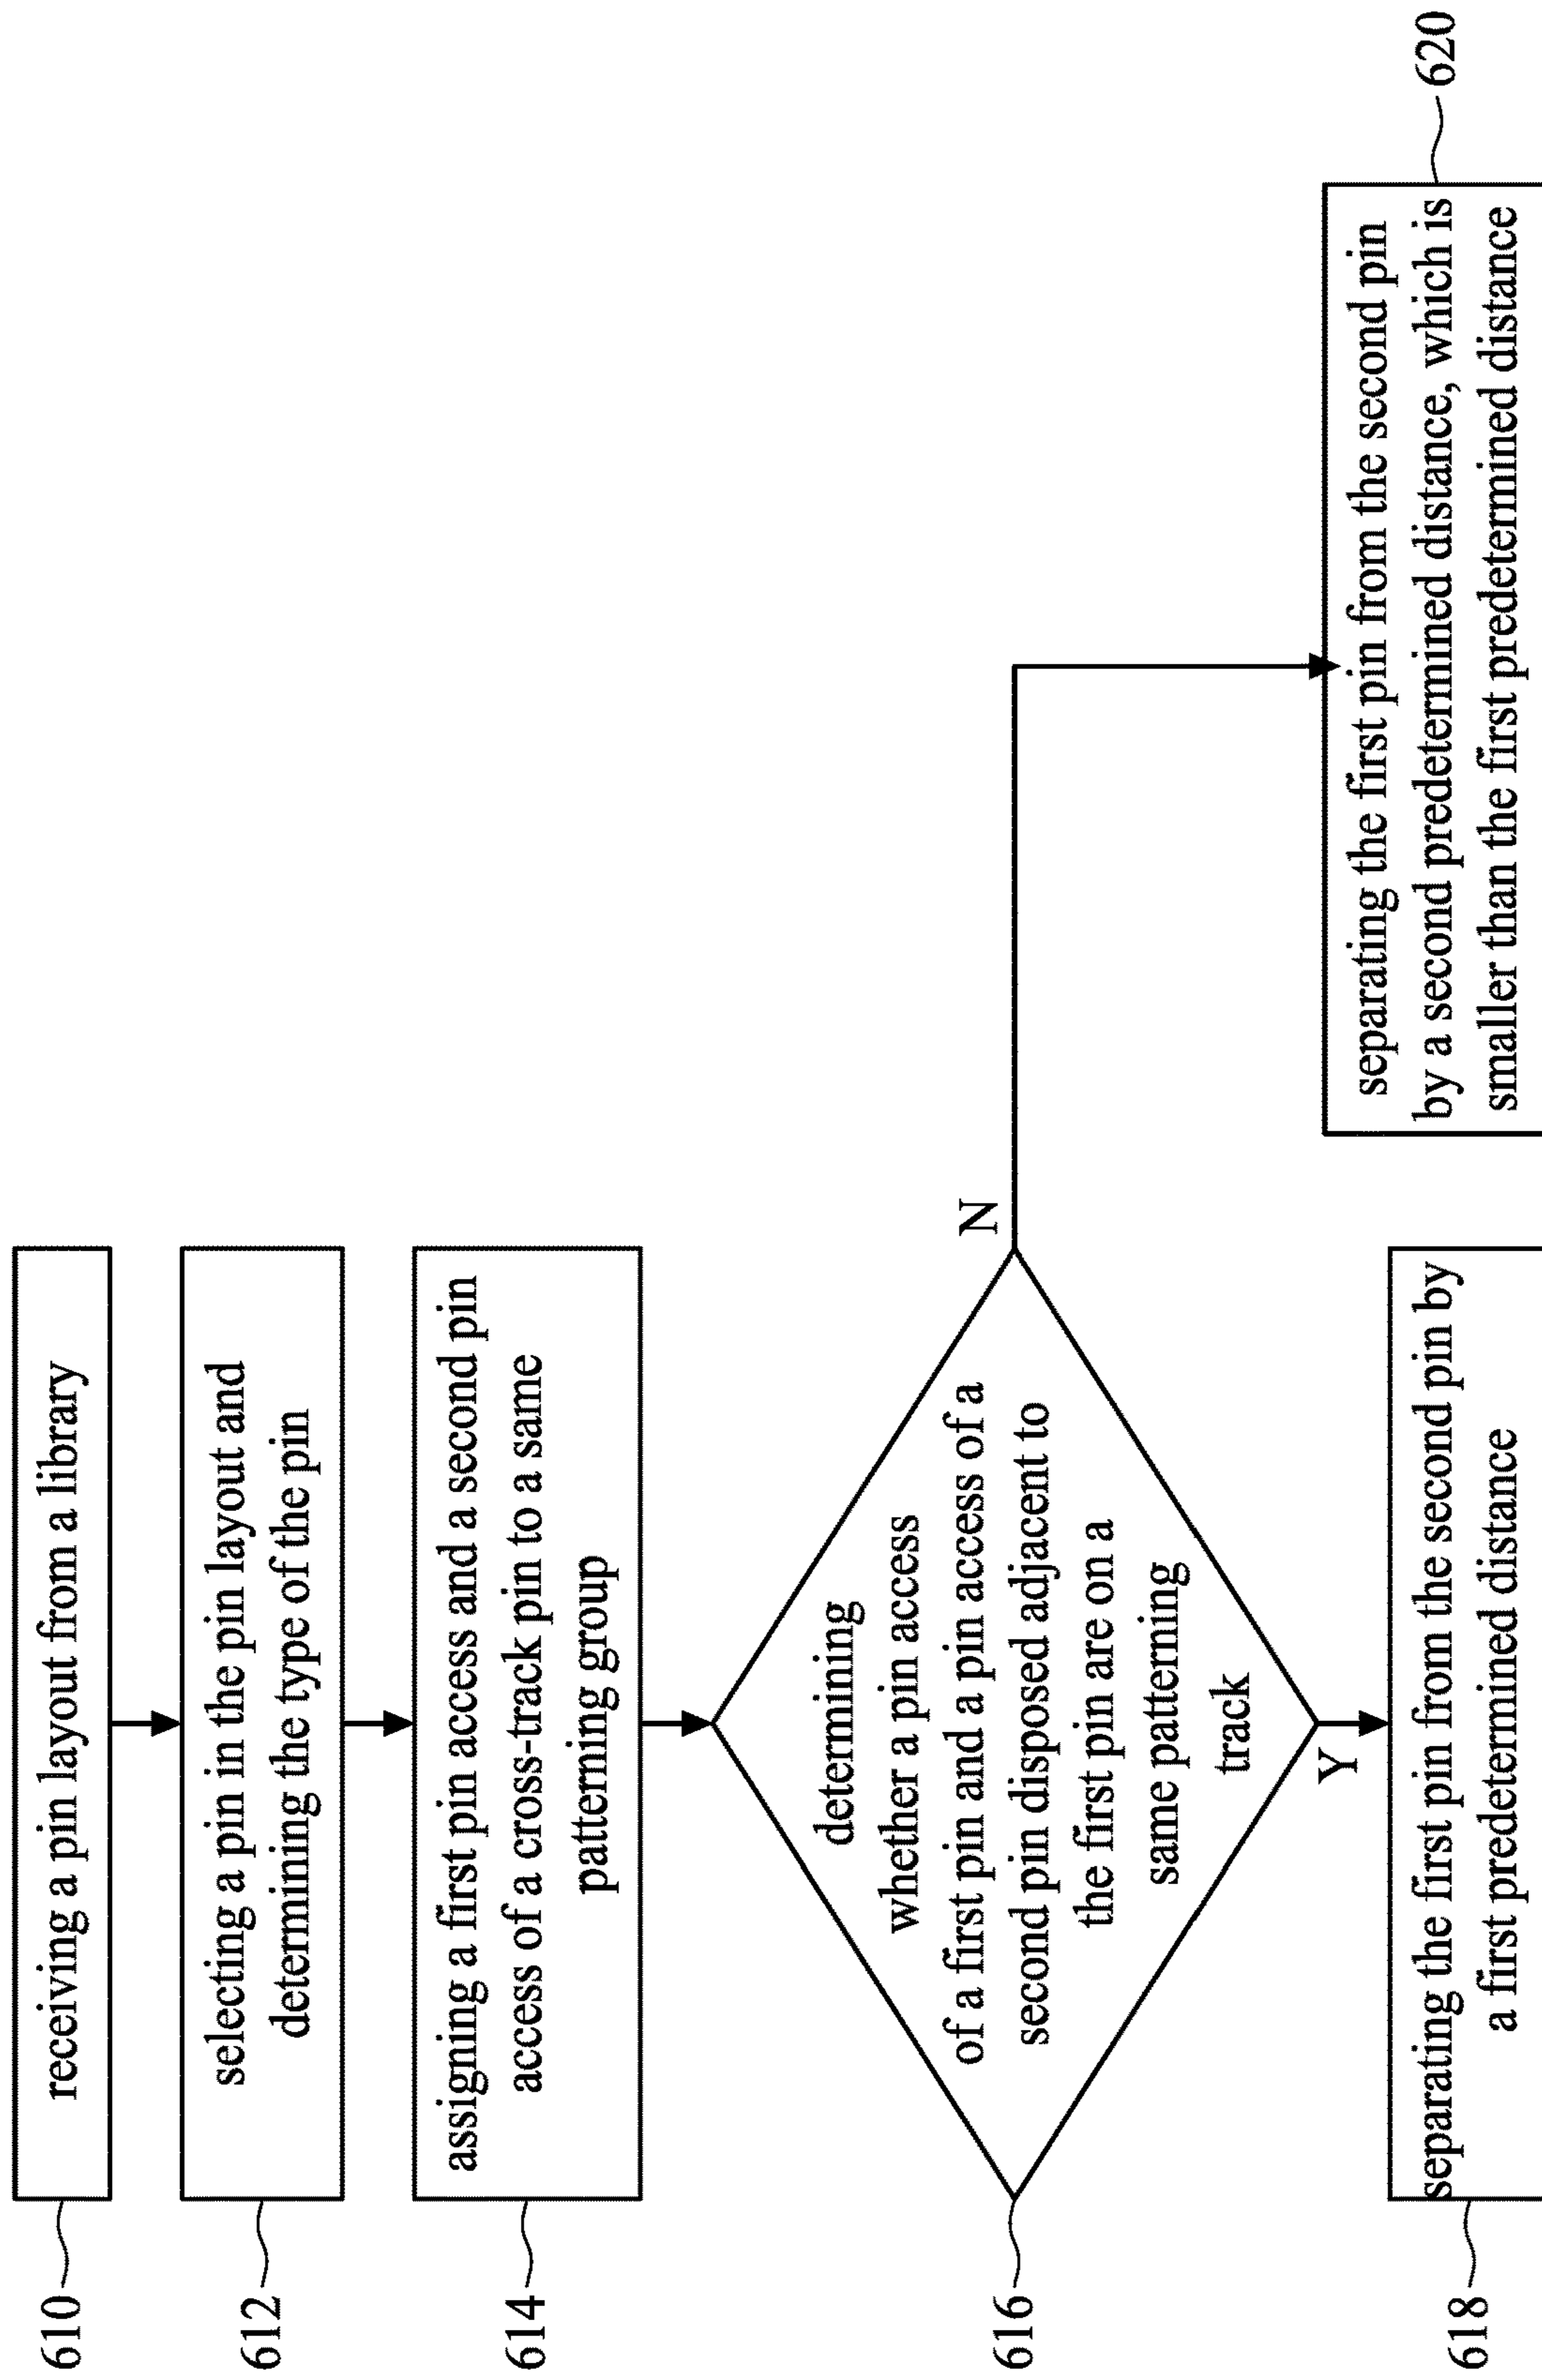 610
receiving a pin layout from a library
612
selecting a pin in the pin layout and
determining the type of the pin
614
assigning a first pin access and a second pin
access of a cross-track pin to a same
patterning group
616
determining
whether a pin access
of a first pin and a pin access of a
second pin disposed adjacent to
the first pin are on a
same patterning
track
N
Y
618
separating the first pin from the second pin by
a first predetermined distance
620
separating the first pin from the second pin
by a second predetermined distance, which is
smaller than the first predetermined distance